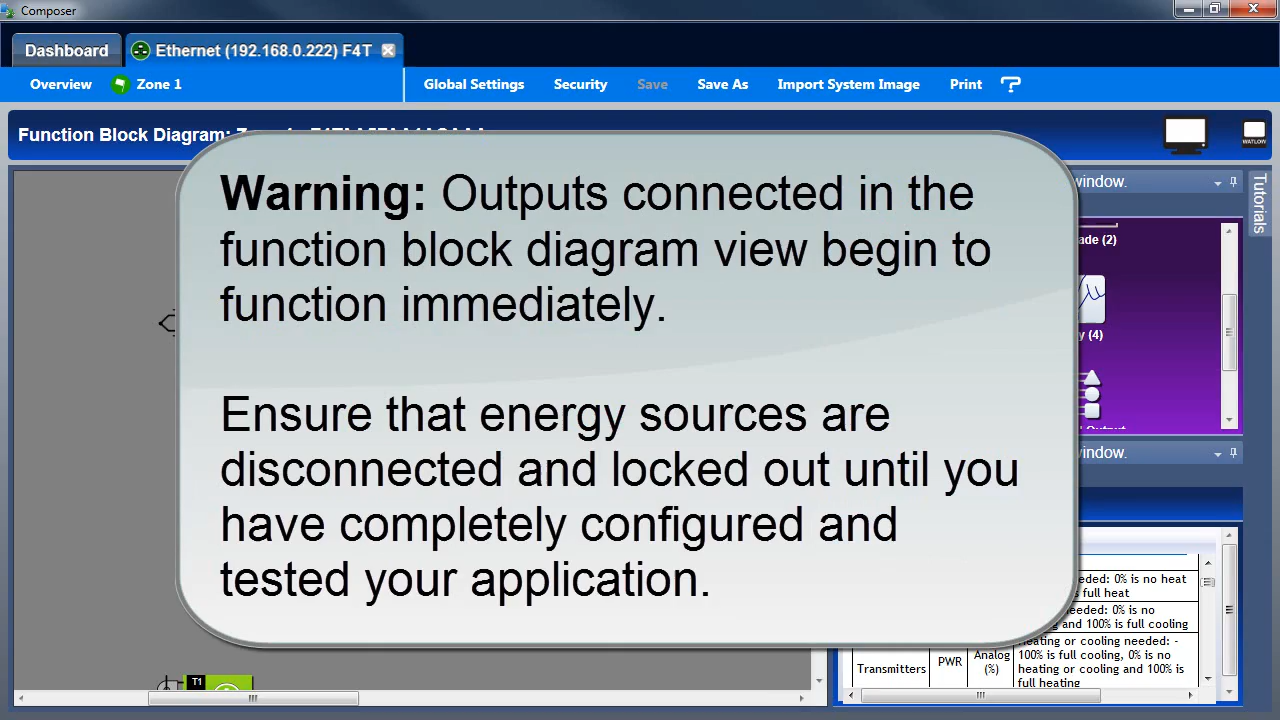 Composer
Dashboard
Ethernet (192.168.0.222) F4T
Overview
Zone 1
Global Settings
Security
Save
Save As
Import System Image
Print
Function Block Diagram:
WATLOW
Tutorials
window.
ade (2)
y (4)
Output
Warning: Outputs connected in the
function block diagram view begin to
function immediately.
Ensure that energy sources are
disconnected and locked out until you
have completely configured and
tested your application.
window.
eeded: 0% is no heat
s full heat
needed: 0% is no
and 100% is full cooling
Transmitters
PWR
Analog
(%)
Heating or cooling needed: -
100% is full cooling, 0% is no
heating or cooling and 100% is
full heating
T1